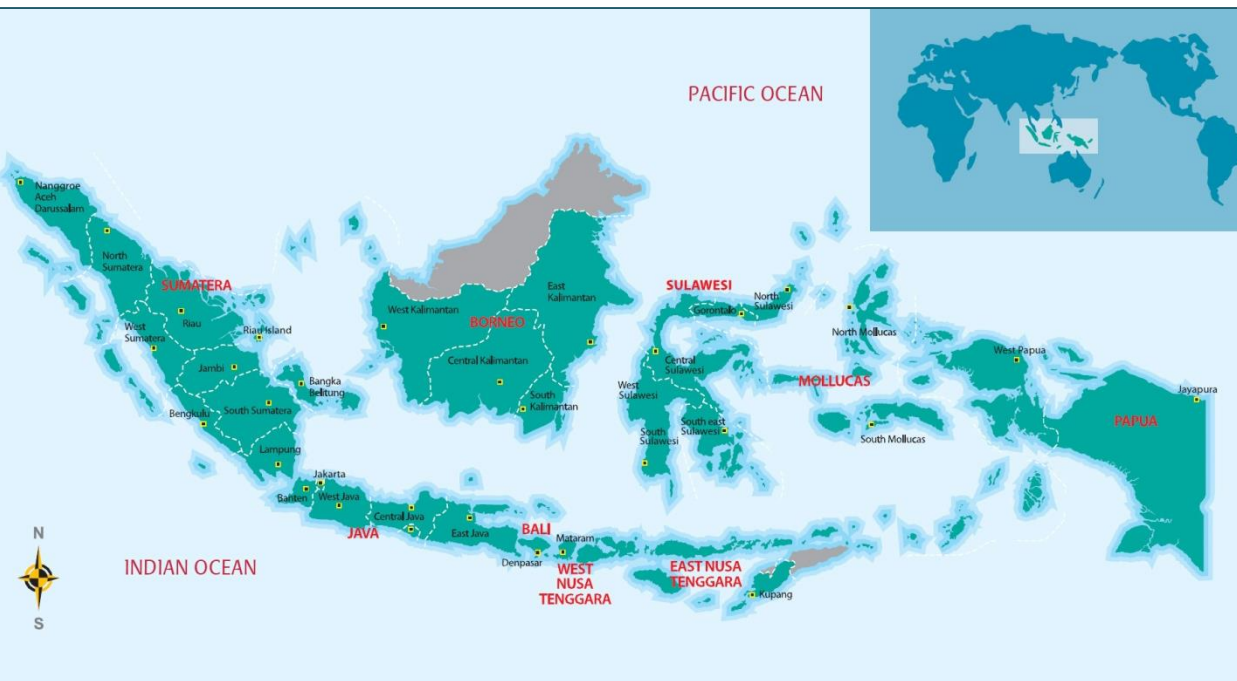 PACIFIC OCEAN
Nanggroe
Aceh
Darussalam
North
Sumatera
SUMATERA
West
Sumatera
Riau
Riau Island
Jambi
Bangka
Belitung
Bengkulu
South Sumatera
Lampung
West Kalimantan
East
Kalimantan
BORNEO
Central Kalimantan
South
Kalimantan
SULAWESI
North
Sulawesi
Gorontalo
Central
Sulawesi
West
Sulawesi
South east
Sulawesi
South
Sulawesi
North Mollucas
MOLLUCAS
South Mollucas
West Papua
Jayapura
PAPUA
Jakarta
Banten
West Java
JAVA
Central Java
East Java
BALI
Denpasar
Mataram
WEST
NUSA
TENGGARA
EAST NUSA
TENGGARA
Kupang
INDIAN OCEAN
N
S